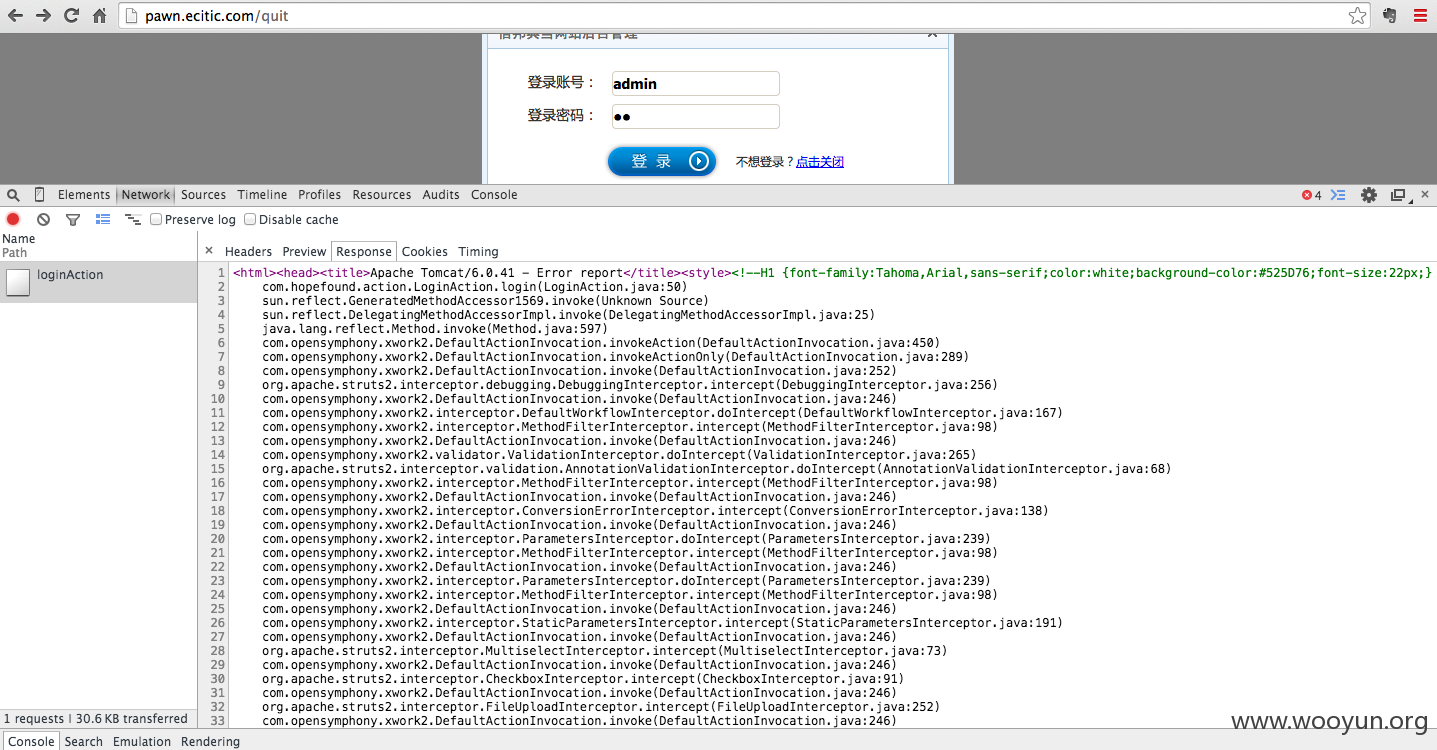 pawn.ecitic.com/quit
信邦典当网站后台管理
登录账号： admin
登录密码： ●●
登 录 不想登录？点击关闭
Elements Network Sources Timeline Profiles Resources Audits Console 4
Preserve log Disable cache
Name
Path
loginAction
Headers Preview Response Cookies Timing
1 <html><head><title>Apache Tomcat/6.0.41 - Error report</title><style><!--H1 {font-family:Tahoma,Arial,sans-serif;color:white;background-color:#525D76;font-size:22px;}
2 com.hopefound.action.LoginAction.login(LoginAction.java:50)
3 sun.reflect.GeneratedMethodAccessor1569.invoke(Unknown Source)
4 sun.reflect.DelegatingMethodAccessorImpl.invoke(DelegatingMethodAccessorImpl.java:25)
5 java.lang.reflect.Method.invoke(Method.java:597)
6 com.opensymphony.xwork2.DefaultActionInvocation.invokeAction(DefaultActionInvocation.java:450)
7 com.opensymphony.xwork2.DefaultActionInvocation.invokeActionOnly(DefaultActionInvocation.java:289)
8 com.opensymphony.xwork2.DefaultActionInvocation.invoke(DefaultActionInvocation.java:252)
9 org.apache.struts2.interceptor.debugging.DebuggingInterceptor.intercept(DebuggingInterceptor.java:256)
10 com.opensymphony.xwork2.DefaultActionInvocation.invoke(DefaultActionInvocation.java:246)
11 com.opensymphony.xwork2.interceptor.DefaultWorkflowInterceptor.doIntercept(DefaultWorkflowInterceptor.java:167)
12 com.opensymphony.xwork2.interceptor.MethodFilterInterceptor.intercept(MethodFilterInterceptor.java:98)
13 com.opensymphony.xwork2.DefaultActionInvocation.invoke(DefaultActionInvocation.java:246)
14 com.opensymphony.xwork2.validator.ValidationInterceptor.doIntercept(ValidationInterceptor.java:265)
15 org.apache.struts2.interceptor.validation.AnnotationValidationInterceptor.doIntercept(AnnotationValidationInterceptor.java:68)
16 com.opensymphony.xwork2.interceptor.MethodFilterInterceptor.intercept(MethodFilterInterceptor.java:98)
17 com.opensymphony.xwork2.DefaultActionInvocation.invoke(DefaultActionInvocation.java:246)
18 com.opensymphony.xwork2.interceptor.ConversionErrorInterceptor.intercept(ConversionErrorInterceptor.java:138)
19 com.opensymphony.xwork2.DefaultActionInvocation.invoke(DefaultActionInvocation.java:246)
20 com.opensymphony.xwork2.interceptor.ParametersInterceptor.doIntercept(ParametersInterceptor.java:239)
21 com.opensymphony.xwork2.interceptor.MethodFilterInterceptor.intercept(MethodFilterInterceptor.java:98)
22 com.opensymphony.xwork2.DefaultActionInvocation.invoke(DefaultActionInvocation.java:246)
23 com.opensymphony.xwork2.interceptor.ParametersInterceptor.doIntercept(ParametersInterceptor.java:239)
24 com.opensymphony.xwork2.interceptor.MethodFilterInterceptor.intercept(MethodFilterInterceptor.java:98)
25 com.opensymphony.xwork2.DefaultActionInvocation.invoke(DefaultActionInvocation.java:246)
26 com.opensymphony.xwork2.interceptor.StaticParametersInterceptor.intercept(StaticParametersInterceptor.java:191)
27 com.opensymphony.xwork2.DefaultActionInvocation.invoke(DefaultActionInvocation.java:246)
28 org.apache.struts2.interceptor.MultiselectInterceptor.intercept(MultiselectInterceptor.java:73)
29 com.opensymphony.xwork2.DefaultActionInvocation.invoke(DefaultActionInvocation.java:246)
30 org.apache.struts2.interceptor.CheckboxInterceptor.intercept(CheckboxInterceptor.java:91)
31 com.opensymphony.xwork2.DefaultActionInvocation.invoke(DefaultActionInvocation.java:246)
32 org.apache.struts2.interceptor.FileUploadInterceptor.intercept(FileUploadInterceptor.java:252)
33 com.opensymphony.xwork2.DefaultActionInvocation.invoke(DefaultActionInvocation.java:246)
1 requests | 30.6 KB transferred
www.wooyun.org
Console Search Emulation Rendering